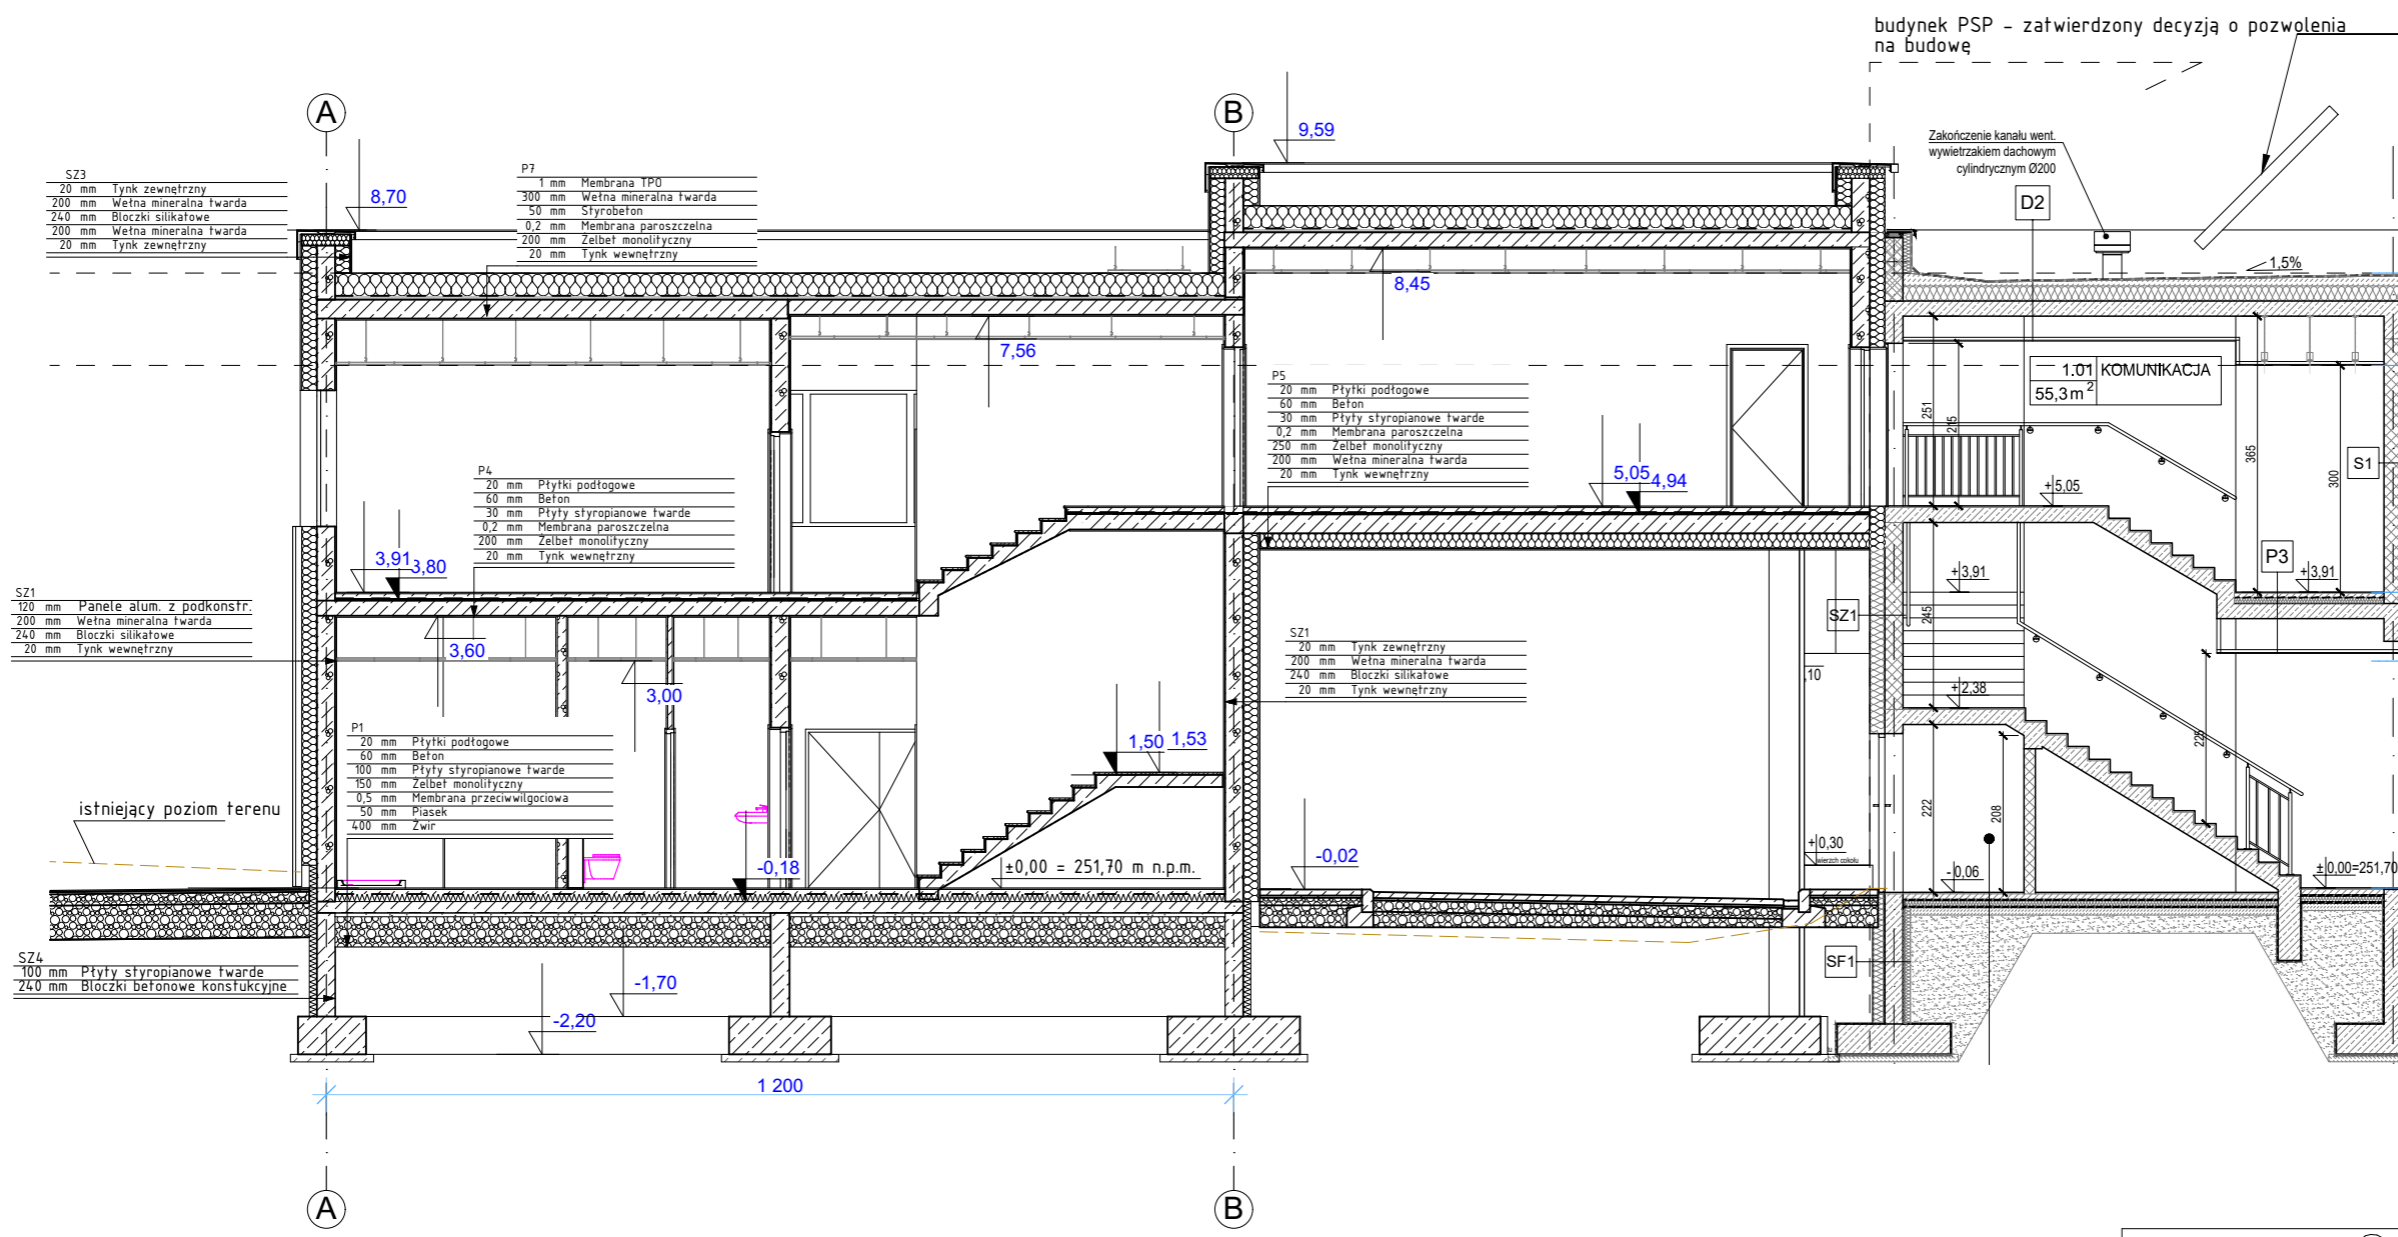 budynek PSP - zatwierdzony decyzją o pozwolenia
na budowę
A
B
9,59
8,70
SZ3
20 mm Tynk zewnętrzny
200 mm Wełna mineralna twarda
240 mm Bloczki silikatowe
200 mm Wełna mineralna twarda
20 mm Tynk zewnętrzny
P7
1 mm Membrana TPO
300 mm Wełna mineralna twarda
50 mm Styrobeton
0,2 mm Membrana paroszczelna
200 mm Żelbet monolityczny
20 mm Tynk wewnętrzny
Zakończenie kanału went.
wywietrzakiem dachowym
cylindrycznym Ø200
D2
1,5%
8,45
7,56
1.01 KOMUNIKACJA
55,3m²
251
215
365
300
S1
P5
20 mm Płytki podłogowe
60 mm Beton
30 mm Płyty styropianowe twarde
0,2 mm Membrana paroszczelna
250 mm Żelbet monolityczny
200 mm Wełna mineralna twarda
20 mm Tynk wewnętrzny
P4
20 mm Płytki podłogowe
60 mm Beton
30 mm Płyty styropianowe twarde
0,2 mm Membrana paroszczelna
200 mm Żelbet monolityczny
20 mm Tynk wewnętrzny
5,05
4,94
+5,05
3,91
3,80
+3,91
P3
+3,91
SZ1
120 mm Panele alum. z podkonstr.
200 mm Wełna mineralna twarda
240 mm Bloczki silikatowe
20 mm Tynk wewnętrzny
3,60
3,00
SZ1
20 mm Tynk zewnętrzny
200 mm Wełna mineralna twarda
240 mm Bloczki silikatowe
20 mm Tynk wewnętrzny
SZ1
245
,10
+2,38
P1
20 mm Płytki podłogowe
60 mm Beton
100 mm Płyty styropianowe twarde
150 mm Żelbet monolityczny
0,5 mm Membrana przeciwwilgociowa
50 mm Piasek
400 mm Żwir
1,50
1,53
225
222
208
istniejący poziom terenu
-0,18
±0,00 = 251,70 m n.p.m.
-0,02
+0,30
wierzch cokołu
-0,06
±0,00=251,70
SZ4
100 mm Płyty styropianowe twarde
240 mm Bloczki betonowe konstukcyjne
SF1
-1,70
-2,20
1 200
A
B